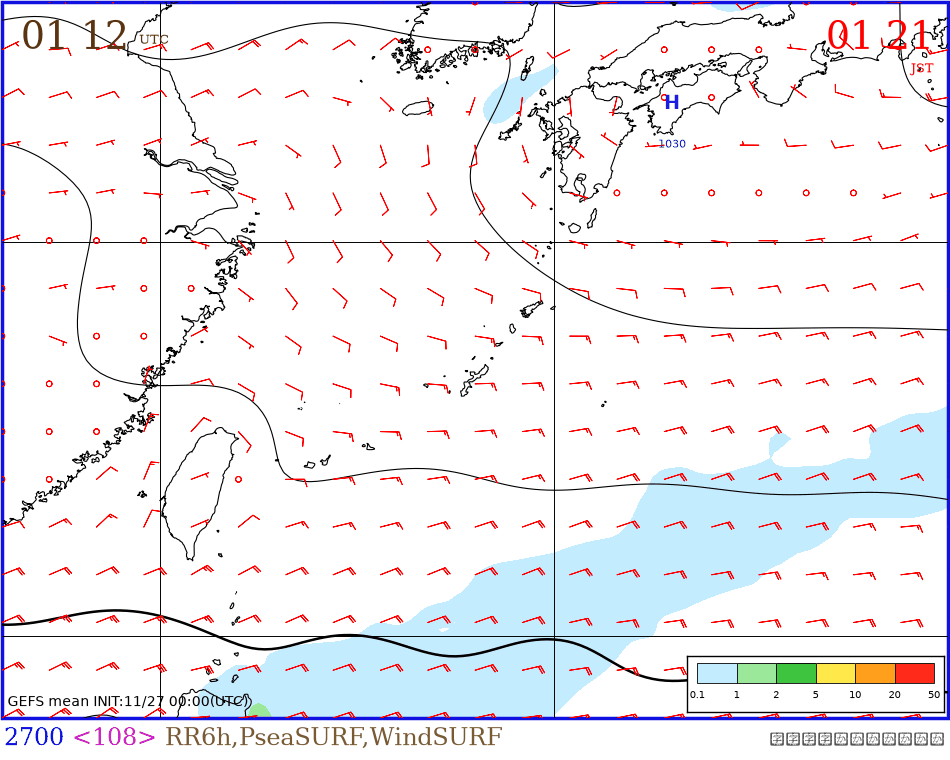 01 12 UTC
01 21
JST
H
1030
GEFS mean INIT:11/27 00:00(UTC)
0.1 1 2 5 10 20 50
2700 <108> RR6h,PseaSURF,WindSURF